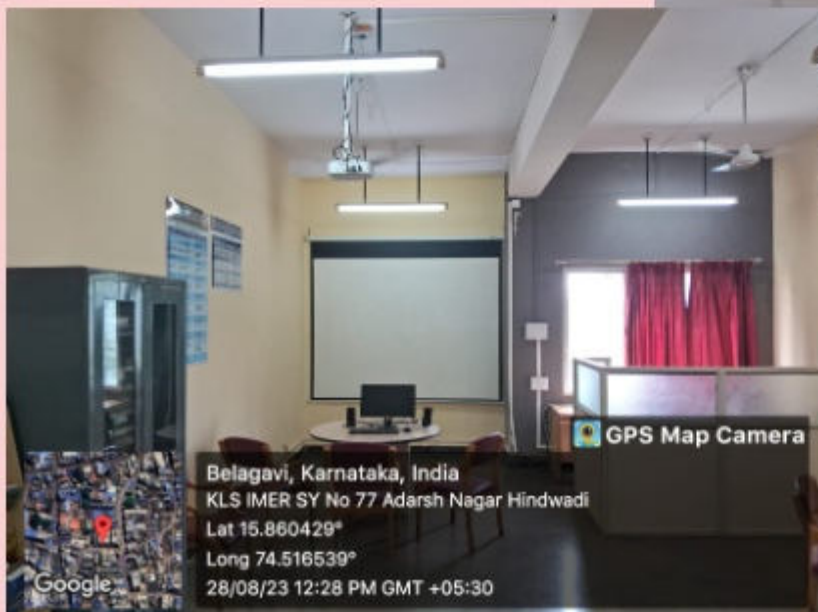 GPS Map Camera
Belagavi, Karnataka, India
KLS IMER SY No 77 Adarsh Nagar Hindwadi
Lat 15.860429°
Long 74.516539°
28/08/23 12:28 PM GMT +05:30
Google